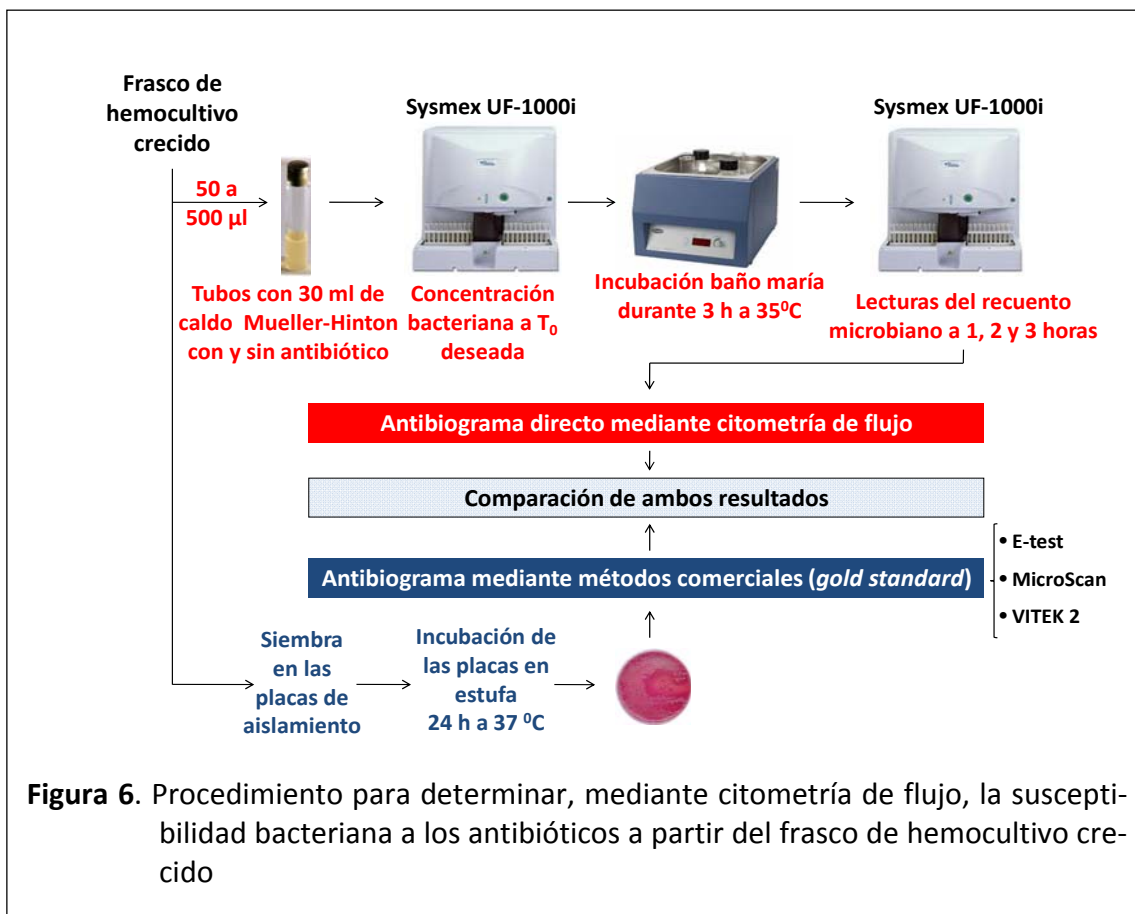 Frasco de
hemocultivo
crecido
Sysmex UF-1000i
Sysmex UF-1000i
50 a
500 µl
Tubos con 30 ml de
caldo Mueller-Hinton
con y sin antibiótico
Concentración
bacteriana a T0
deseada
Incubación baño maría
durante 3 h a 35⁰C
Lecturas del recuento
microbiano a 1, 2 y 3 horas
Antibiograma directo mediante citometría de flujo
Comparación de ambos resultados
Antibiograma mediante métodos comerciales (gold standard)
• E-test
• MicroScan
• VITEK 2
Siembra
en las
placas de
aislamiento
Incubación de
las placas en
estufa
24 h a 37 ⁰C
Figura 6. Procedimiento para determinar, mediante citometría de flujo, la suscepti-
bilidad bacteriana a los antibióticos a partir del frasco de hemocultivo cre-
cido